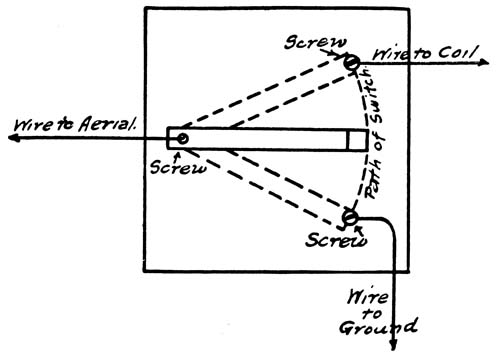 Screw
Wire to Coil
Wire to Aerial.
Path of Switch
Screw
Screw
Wire
to
Ground